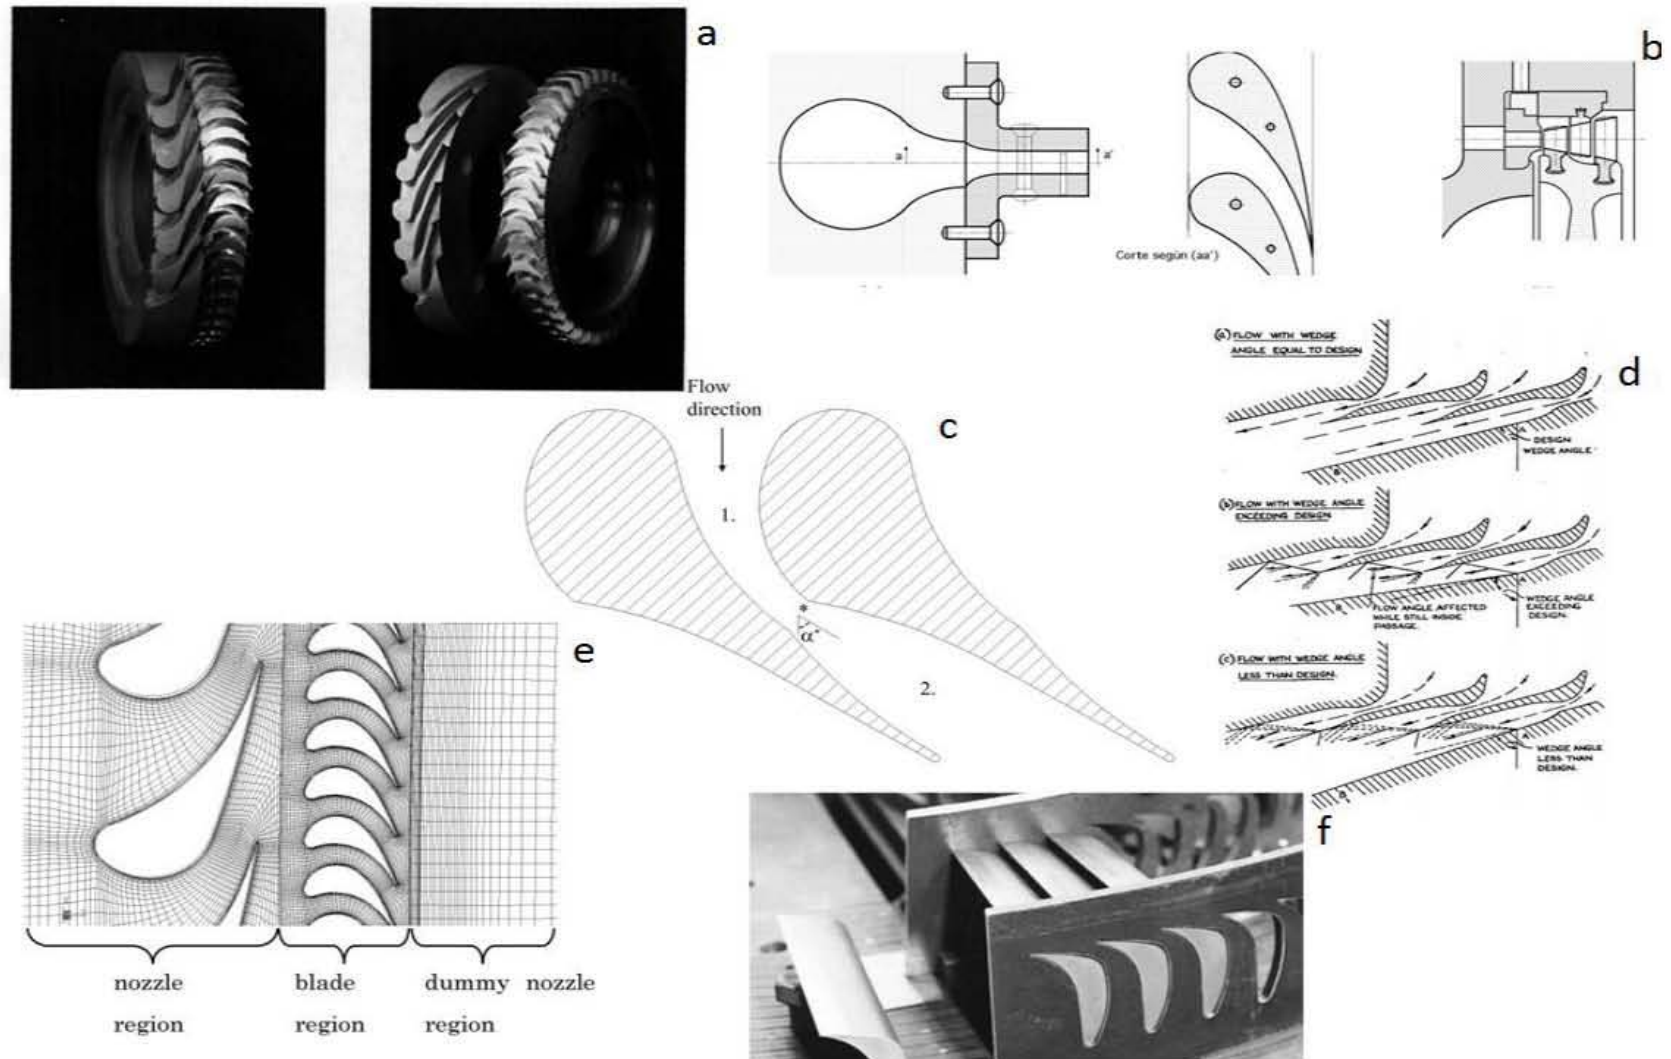 a
b
Corte según (aa')
(a) FLOW WITH WEDGE
ANGLE EQUAL TO DESIGN
d
A
DESIGN
WEDGE ANGLE
B
Flow
direction
c
1.
*
α*
2.
(b) FLOW WITH WEDGE ANGLE
EXCEEDING DESIGN
A
B
FLOW ANGLE AFFECTED
WHILE STILL INSIDE
PASSAGE.
WEDGE ANGLE
EXCEEDING
DESIGN.
(c) FLOW WITH WEDGE ANGLE
LESS THAN DESIGN.
A
WEDGE ANGLE
LESS THAN
DESIGN.
B
e
nozzle
region
blade
region
dummy nozzle
region
f